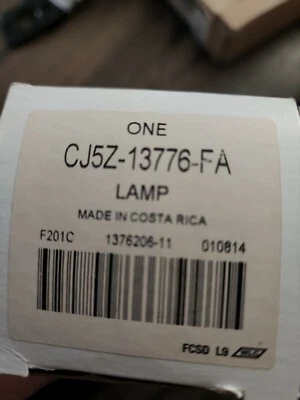 ONE
CJ5Z-13776-FA
LAMP
MADE IN COSTA RICA
F201C 1376206-11 010814
FCSD L9